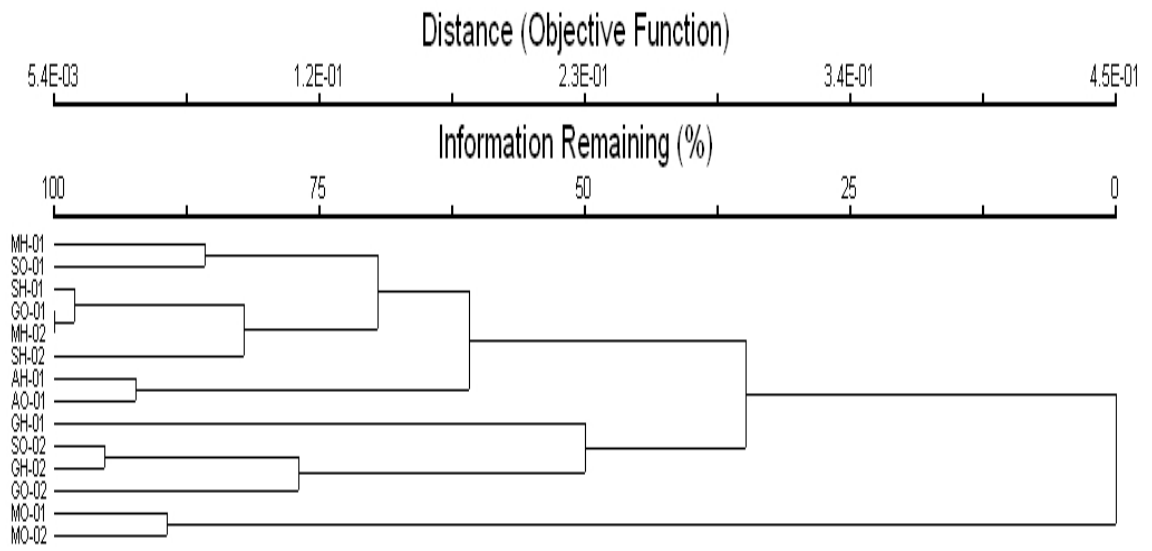 Distance (Objective Function)
5.4E-03 1.2E-01 2.3E-01 3.4E-01 4.5E-01
Information Remaining (%)
100 75 50 25 0
MH-01
SO-01
SH-01
GO-01
MH-02
SH-02
AH-01
AO-01
GH-01
SO-02
GH-02
GO-02
MO-01
MO-02